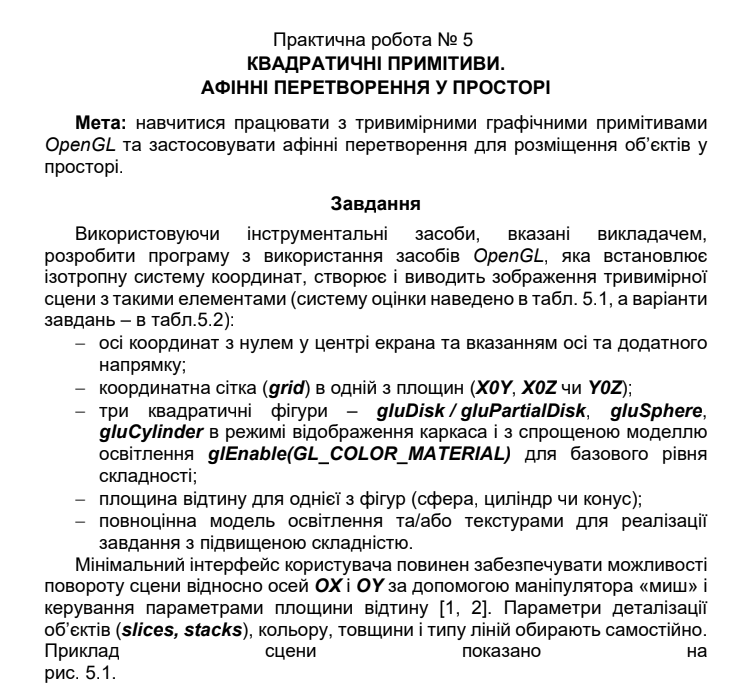 Практична робота № 5
КВАДРАТИЧНІ ПРИМІТИВИ.
АФІННІ ПЕРЕТВОРЕННЯ У ПРОСТОРІ
Мета: навчитися працювати з тривимірними графічними примітивами
OpenGL та застосовувати афінні перетворення для розміщення об’єктів у
просторі.
Завдання
Використовуючи інструментальні засоби, вказані викладачем,
розробити програму з використання засобів OpenGL, яка встановлює
ізотропну систему координат, створює і виводить зображення тривимірної
сцени з такими елементами (систему оцінки наведено в табл. 5.1, а варіанти
завдань – в табл.5.2):
– осі координат з нулем у центрі екрана та вказанням осі та додатного
напрямку;
– координатна сітка (grid) в одній з площин (X0Y, X0Z чи Y0Z);
– три квадратичні фігури – gluDisk / gluPartialDisk, gluSphere,
gluCylinder в режимі відображення каркаса і з спрощеною моделлю
освітлення glEnable(GL_COLOR_MATERIAL) для базового рівня
складності;
– площина відтину для однієї з фігур (сфера, циліндр чи конус);
– повноцінна модель освітлення та/або текстурами для реалізації
завдання з підвищеною складністю.
Мінімальний інтерфейс користувача повинен забезпечувати можливості
повороту сцени відносно осей OX і OY за допомогою маніпулятора «миш» і
керування параметрами площини відтину [1, 2]. Параметри деталізації
об’єктів (slices, stacks), кольору, товщини і типу ліній обирають самостійно.
Приклад сцени показано на
рис. 5.1.